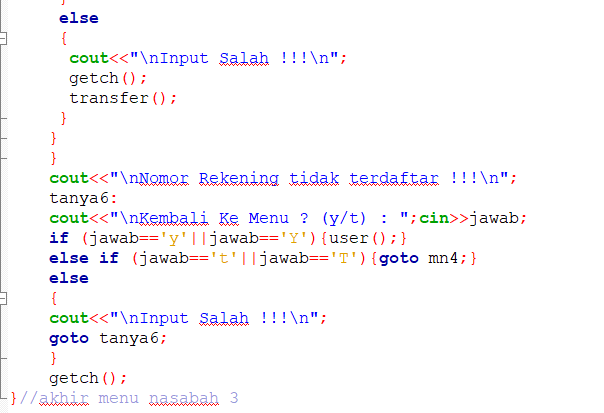 }
else
{
cout<<"\nInput Salah !!!\n";
getch();
transfer();
}
}
}
cout<<"\nNomor Rekening tidak terdaftar !!!\n";
tanya6:
cout<<"\nKembali Ke Menu ? (y/t) : ";cin>>jawab;
if (jawab=='y'||jawab=='Y'){user();}
else if (jawab=='t'||jawab=='T'){goto mn4;}
else
{
cout<<"\nInput Salah !!!\n";
goto tanya6;
}
getch();
}//akhir menu nasabah 3